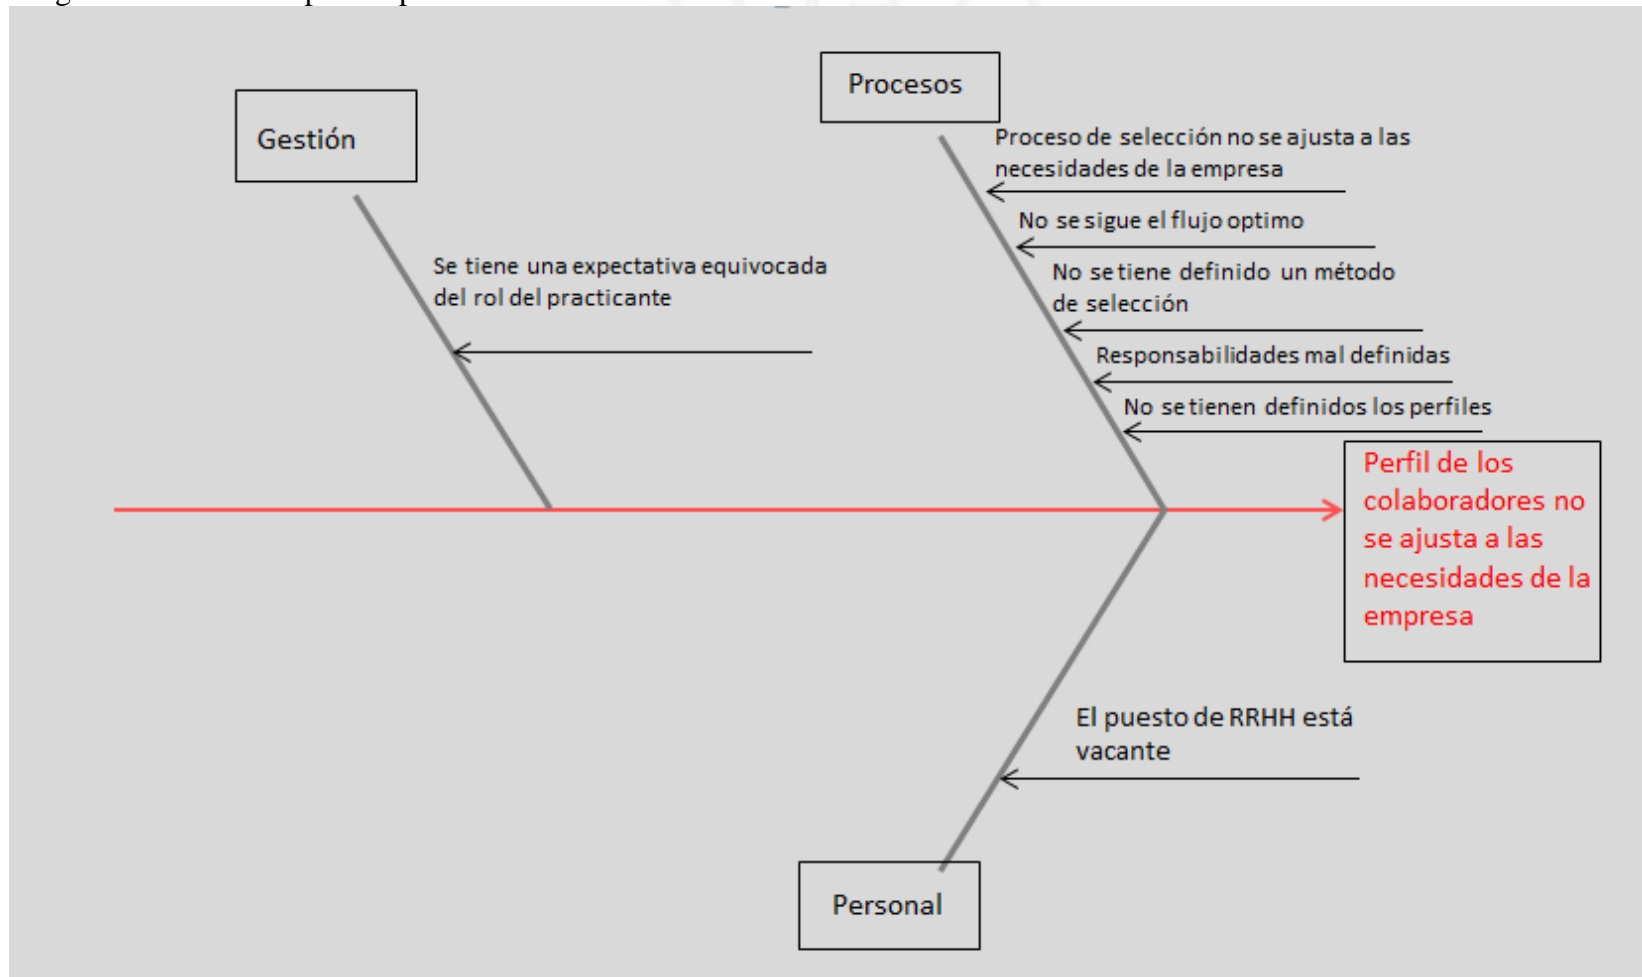 Procesos
Gestión
Proceso de selección no se ajusta a las
necesidades de la empresa
No se sigue el flujo optimo
Se tiene una expectativa equivocada
del rol del practicante
No se tiene definido un método
de selección
Responsabilidades mal definidas
No se tienen definidos los perfiles
Perfil de los
colaboradores no
se ajusta a las
necesidades de la
empresa
El puesto de RRHH está
vacante
Personal